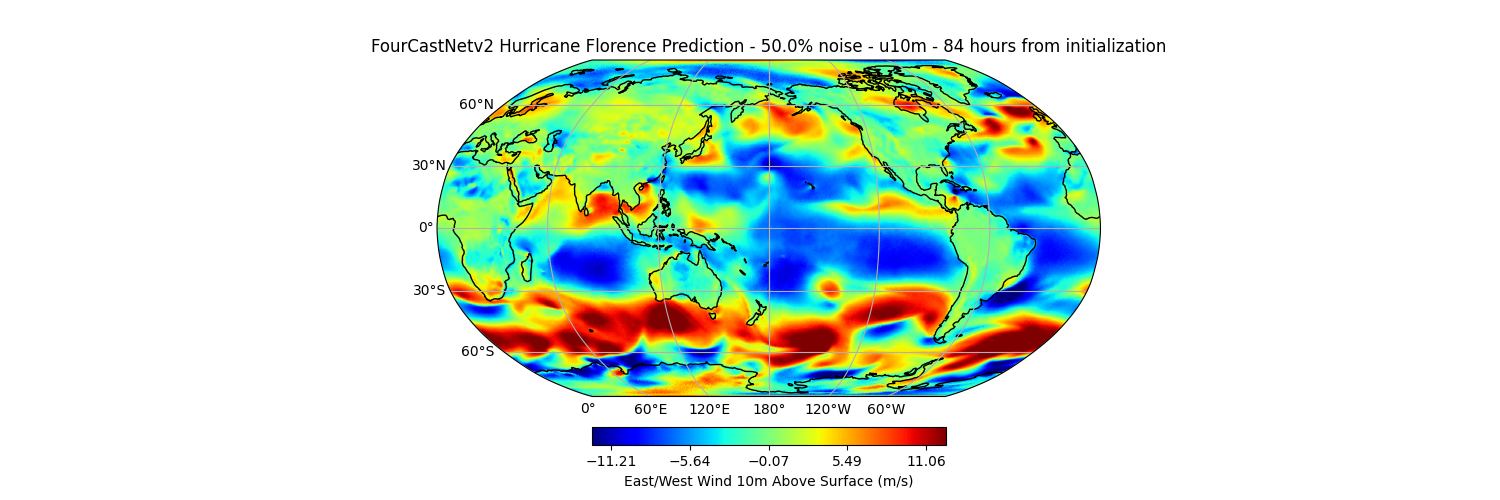 FourCastNetv2 Hurricane Florence Prediction - 50.0% noise - u10m - 84 hours from initialization
60°N
30°N
0°
30°S
60°S
0° 60°E 120°E 180° 120°W 60°W
−11.21 −5.64 −0.07 5.49 11.06
East/West Wind 10m Above Surface (m/s)